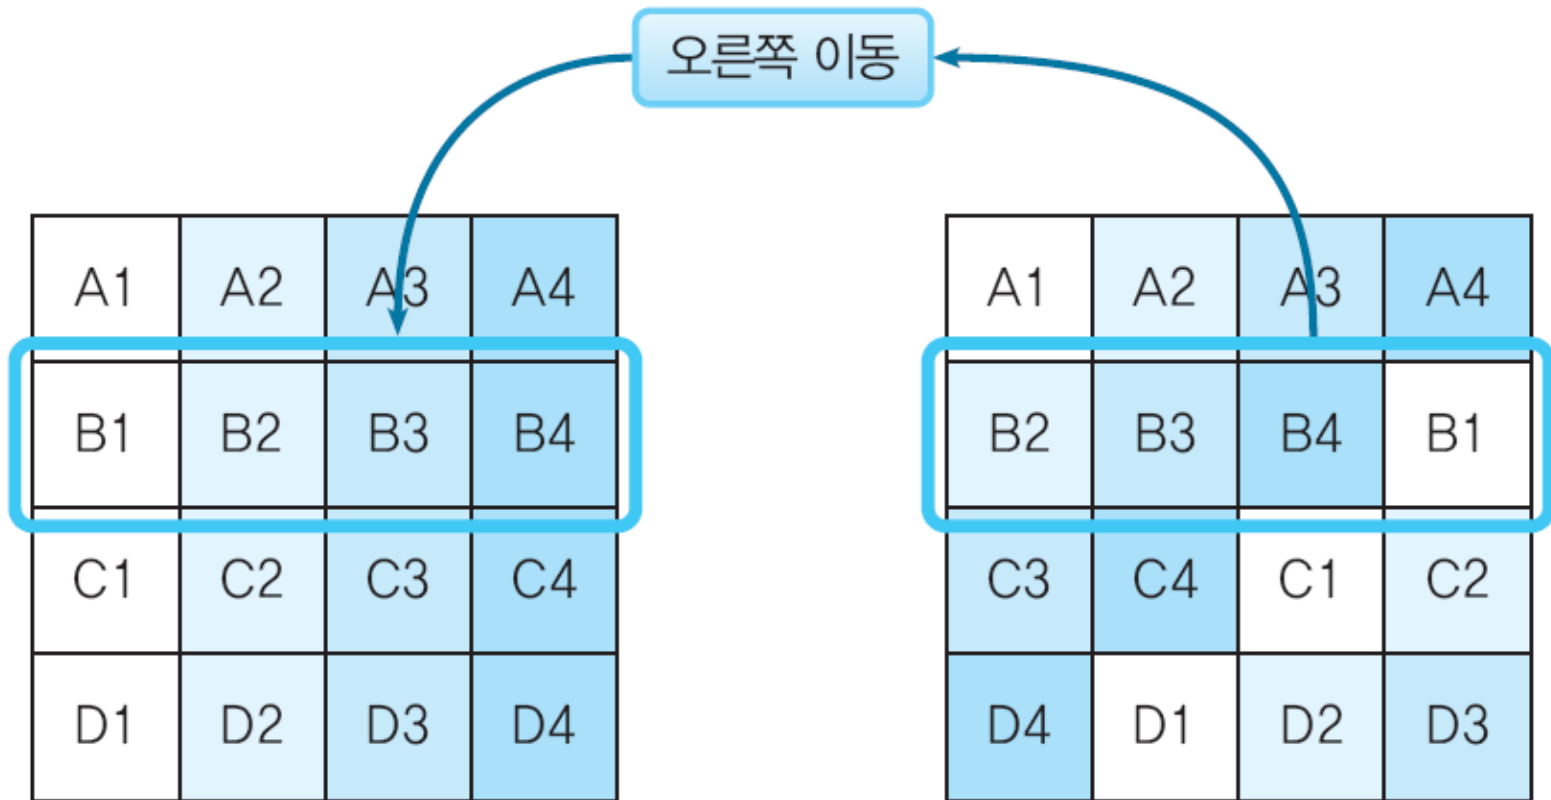 오른쪽 이동
A1 A2 A3 A4
B1 B2 B3 B4
C1 C2 C3 C4
D1 D2 D3 D4
A1 A2 A3 A4
B2 B3 B4 B1
C3 C4 C1 C2
D4 D1 D2 D3